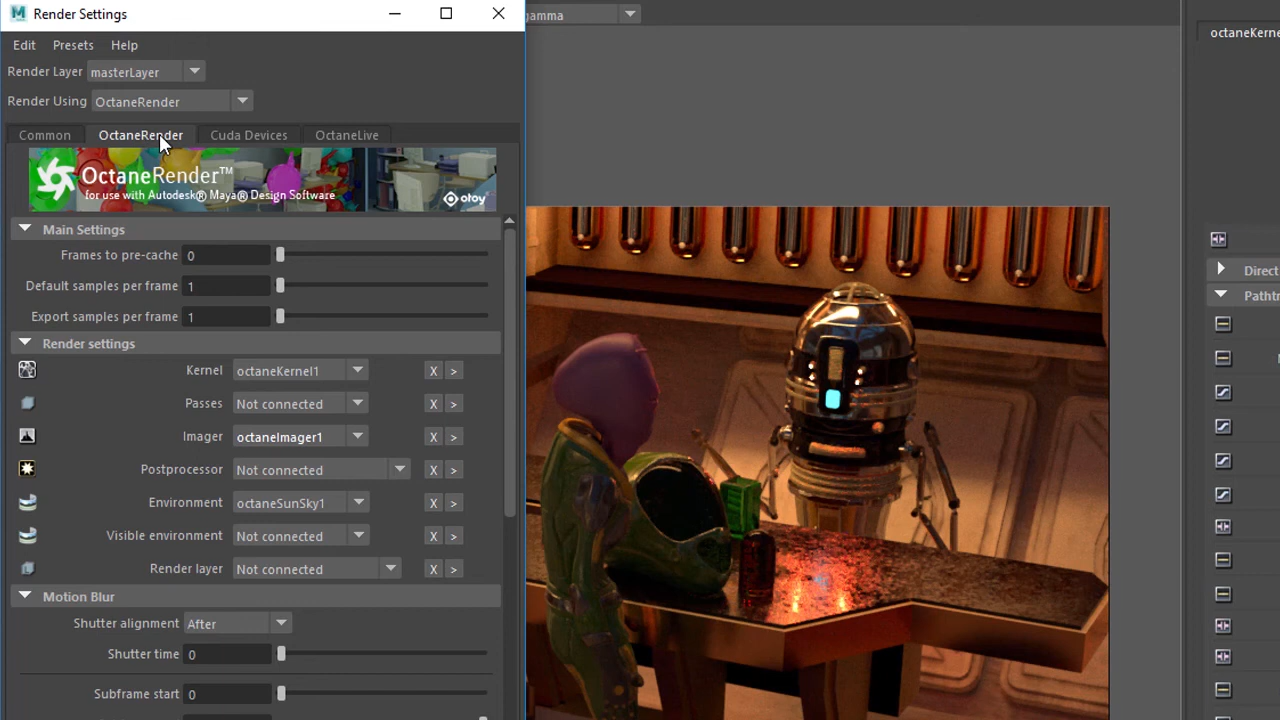 Render Settings
Edit Presets Help
Render Layer masterLayer
Render Using OctaneRender
Common OctaneRender Cuda Devices OctaneLive
OctaneRender™
for use with Autodesk® Maya® Design Software
otoy
Main Settings
Frames to pre-cache 0
Default samples per frame 1
Export samples per frame 1
Render settings
Kernel octaneKernel1 X >
Passes Not connected X >
Imager octaneImager1 X >
Postprocessor Not connected X >
Environment octaneSunSky1 X >
Visible environment Not connected X >
Render layer Not connected X >
Motion Blur
Shutter alignment After
Shutter time 0
Subframe start 0
gamma
octaneKerne
Direct
Pathtr